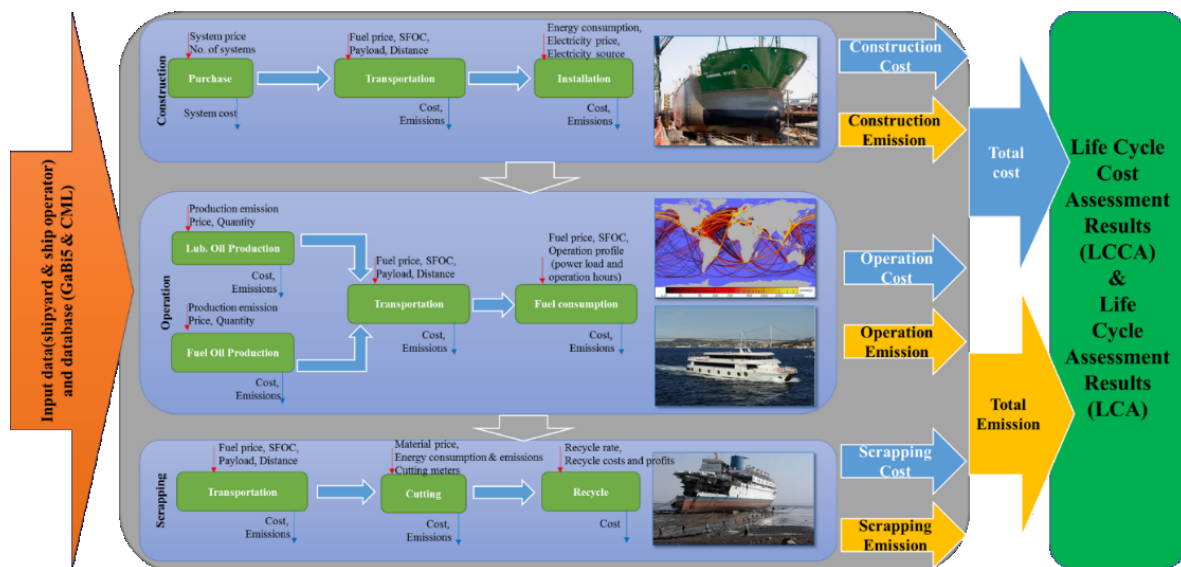 Input data(shipyard & ship operator)
and database (GaBi5 & CML)
Construction
System price
No. of systems
Purchase
System cost
Fuel price, SFOC,
Payload, Distance
Transportation
Cost,
Emissions
Energy consumption,
Electricity price,
Electricity source
Installation
Cost,
Emissions
Construction
Cost
Construction
Emission
Operation
Production emission
Price, Quantity
Lub. Oil Production
Cost,
Emissions
Production emission
Price, Quantity
Fuel Oil Production
Cost,
Emissions
Fuel price, SFOC,
Payload, Distance
Transportation
Cost,
Emissions
Fuel price, SFOC,
Operation profile
(power load and
operation hours)
Fuel consumption
Cost,
Emissions
Operation
Cost
Operation
Emission
Scrapping
Fuel price, SFOC,
Payload, Distance
Transportation
Cost,
Emissions
Material price,
Energy consumption & emissions
Cutting meters
Cutting
Cost,
Emissions
Recycle rate,
Recycle costs and profits
Recycle
Cost
Scrapping
Cost
Scrapping
Emission
Total
cost
Total
Emission
Life Cycle
Cost
Assessment
Results
(LCCA)
&
Life
Cycle
Assessment
Results
(LCA)